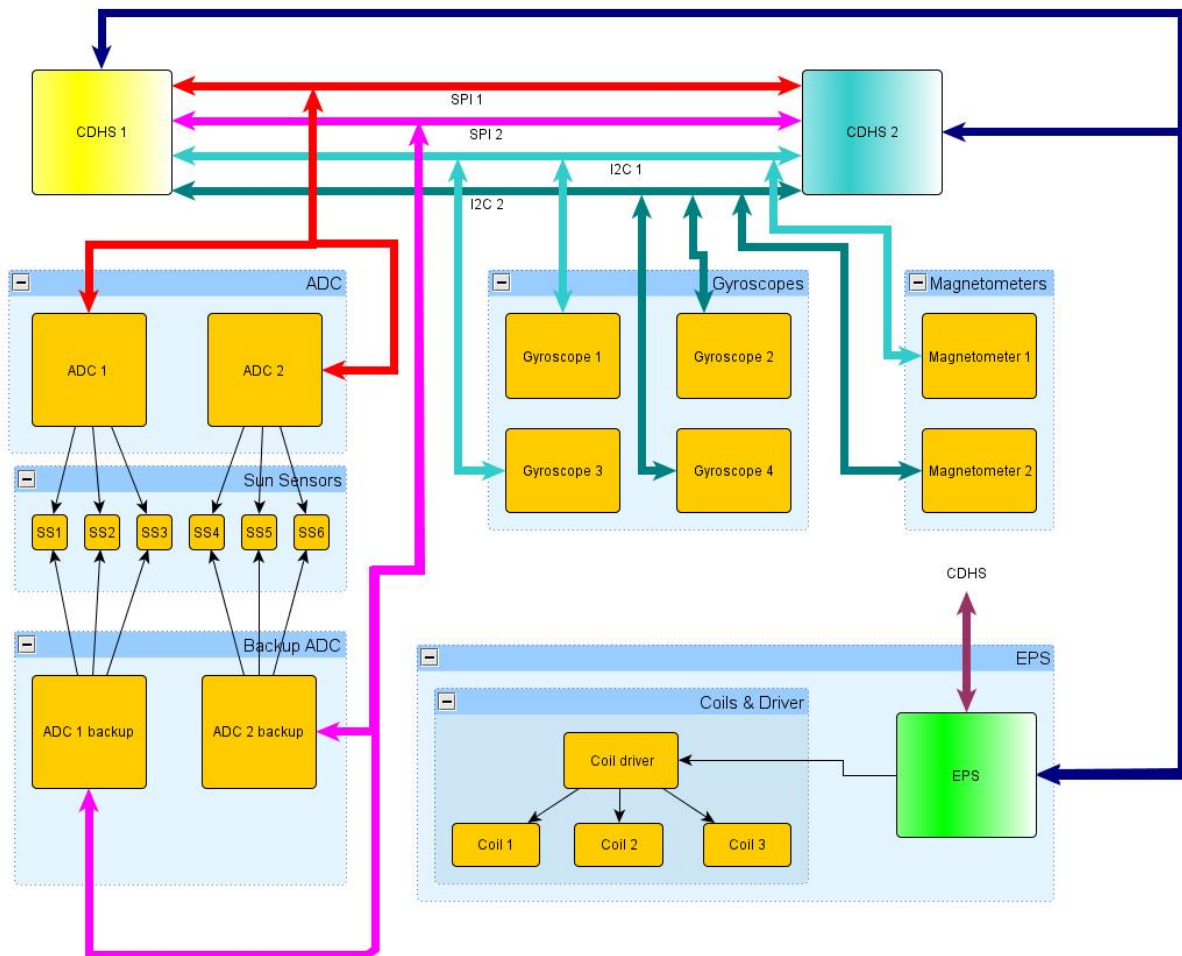 CDHS 1
CDHS 2
SPI 1
SPI 2
I2C 1
I2C 2
ADC
ADC 1
ADC 2
Gyroscopes
Gyroscope 1
Gyroscope 2
Gyroscope 3
Gyroscope 4
Magnetometers
Magnetometer 1
Magnetometer 2
Sun Sensors
SS1
SS2
SS3
SS4
SS5
SS6
Backup ADC
ADC 1 backup
ADC 2 backup
CDHS
EPS
Coils & Driver
Coil driver
EPS
Coil 1
Coil 2
Coil 3